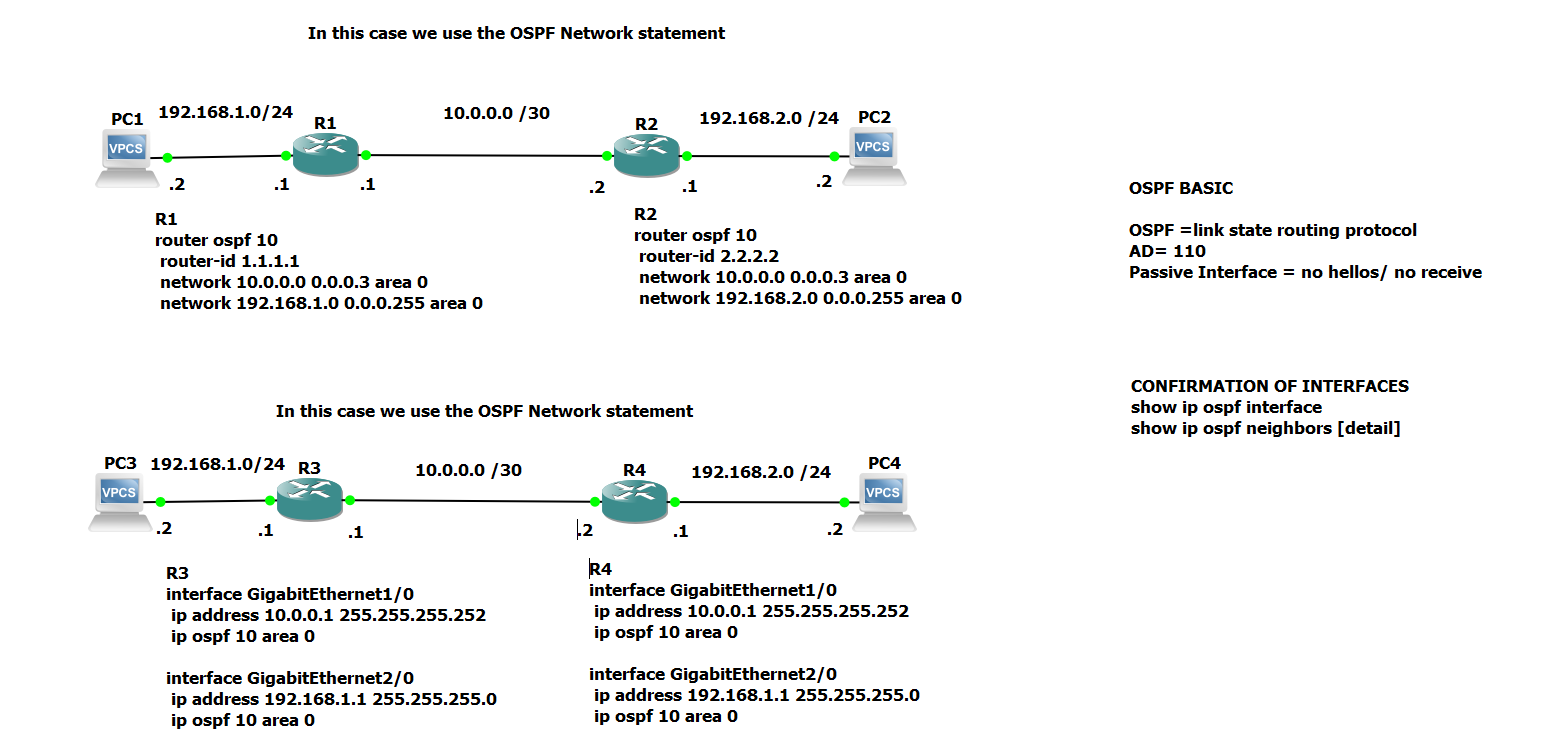 In this case we use the OSPF Network statement
PC1
192.168.1.0/24
R1
10.0.0.0 /30
R2
192.168.2.0 /24
PC2
VPCS
VPCS
.2
.1
.1
.2
.1
.2
R1
router ospf 10
router-id 1.1.1.1
network 10.0.0.0 0.0.0.3 area 0
network 192.168.1.0 0.0.0.255 area 0
R2
router ospf 10
router-id 2.2.2.2
network 10.0.0.0 0.0.0.3 area 0
network 192.168.2.0 0.0.0.255 area 0
OSPF BASIC
OSPF =link state routing protocol
AD= 110
Passive Interface = no hellos/ no receive
CONFIRMATION OF INTERFACES
show ip ospf interface
show ip ospf neighbors [detail]
In this case we use the OSPF Network statement
PC3
192.168.1.0/24
R3
10.0.0.0 /30
R4
192.168.2.0 /24
PC4
VPCS
VPCS
.2
.1
.1
.2
.1
.2
R3
interface GigabitEthernet1/0
ip address 10.0.0.1 255.255.255.252
ip ospf 10 area 0
interface GigabitEthernet2/0
ip address 192.168.1.1 255.255.255.0
ip ospf 10 area 0
R4
interface GigabitEthernet1/0
ip address 10.0.0.1 255.255.255.252
ip ospf 10 area 0
interface GigabitEthernet2/0
ip address 192.168.1.1 255.255.255.0
ip ospf 10 area 0